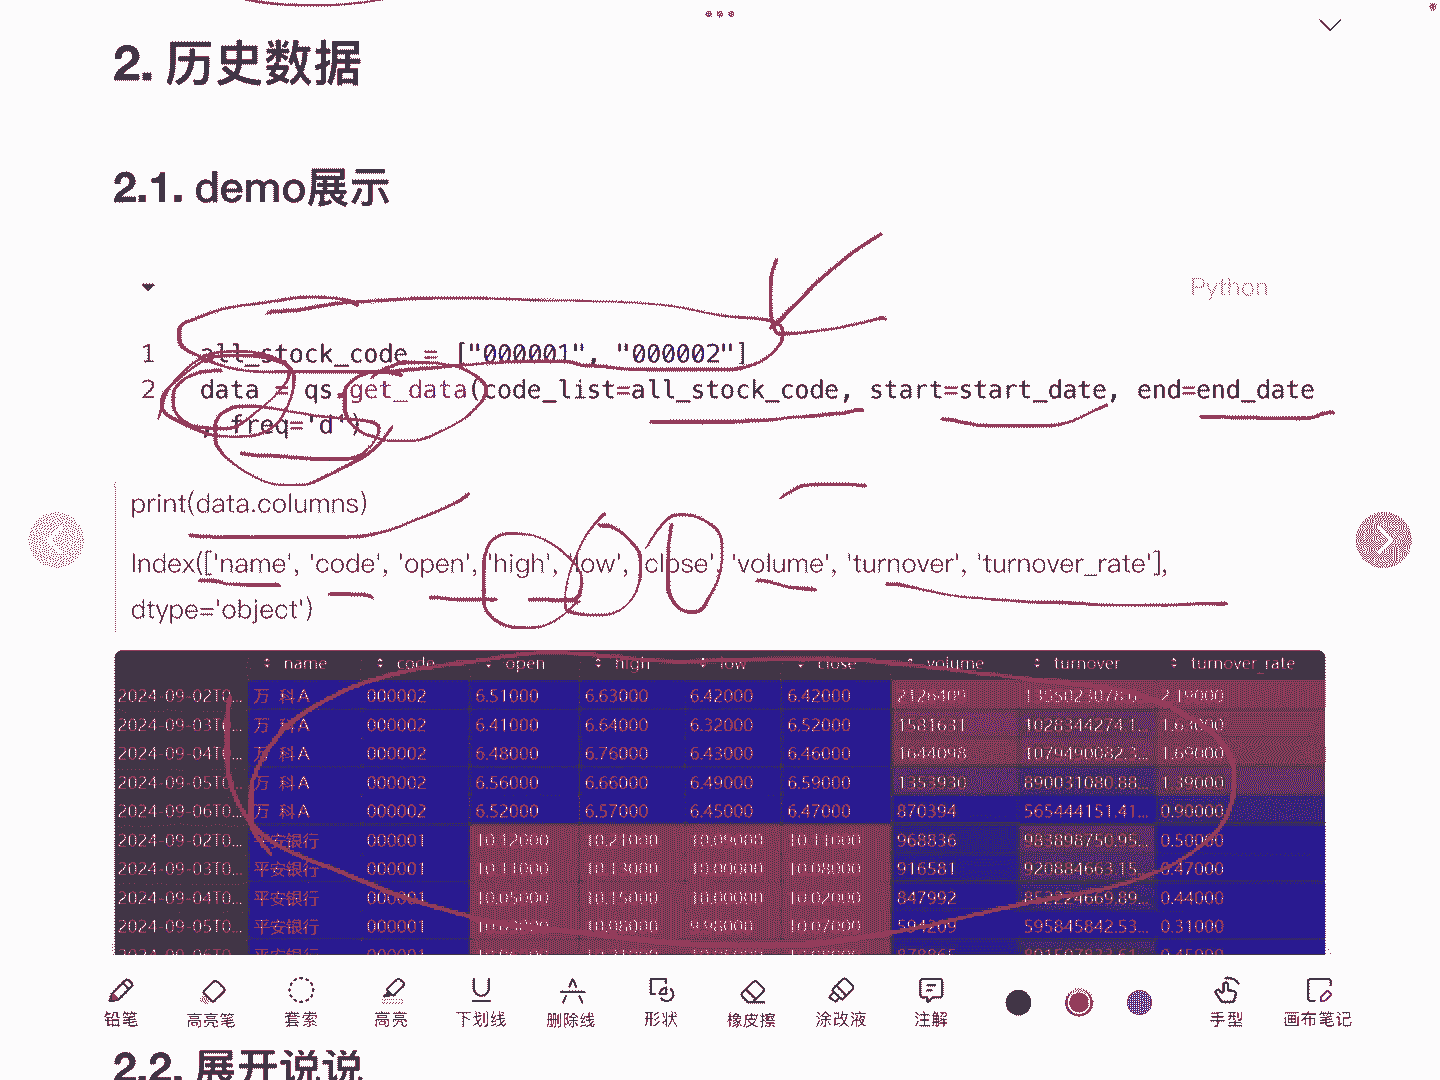 2. 历史数据
2.1. demo展示
Python
1 all_stock_code = ["000001", "000002"]
2 data = qs.get_data(code_list=all_stock_code, start=start_date, end=end_date
, freq='d')
print(data.columns)
Index(['name', 'code', 'open', 'high', 'low', 'close', 'volume', 'turnover', 'turnover_rate'],
dtype='object')
name code open high low close volume turnover turnover_rate
2024-09-02T0... 万 科A 000002 6.51000 6.63000 6.42000 6.42000 2126409 1355023078.6... 2.19000
2024-09-03T0... 万 科A 000002 6.41000 6.64000 6.32000 6.52000 1581631 1028344274.1... 1.63000
2024-09-04T0... 万 科A 000002 6.48000 6.76000 6.43000 6.46000 1644098 1079490082.3... 1.69000
2024-09-05T0... 万 科A 000002 6.56000 6.66000 6.49000 6.59000 1353930 890031080.88... 1.39000
2024-09-06T0... 万 科A 000002 6.52000 6.57000 6.45000 6.47000 870394 565444151.41... 0.90000
2024-09-02T0... 平安银行 000001 10.12000 10.21000 10.09000 10.11000 968836 983898750.95... 0.50000
2024-09-03T0... 平安银行 000001 10.11000 10.13000 10.00000 10.08000 916581 920884663.15... 0.47000
2024-09-04T0... 平安银行 000001 10.05000 10.15000 10.00000 10.02000 847992 0.44000
2024-09-05T0... 平安银行 000001 10.08000 9.98000 10.07000 594209 595845842.53... 0.31000
铅笔 高亮笔 套索 高亮 下划线 删除线 形状 橡皮擦 涂改液 注解 手型 画布笔记
2.2. 展开说说